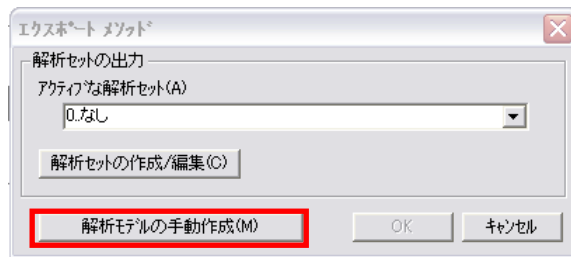 エクスポート メソッド
解析セットの出力
アクティブな解析セット(A)
0..なし
解析セットの作成/編集(C)
解析モデルの手動作成(M)
OK
キャンセル